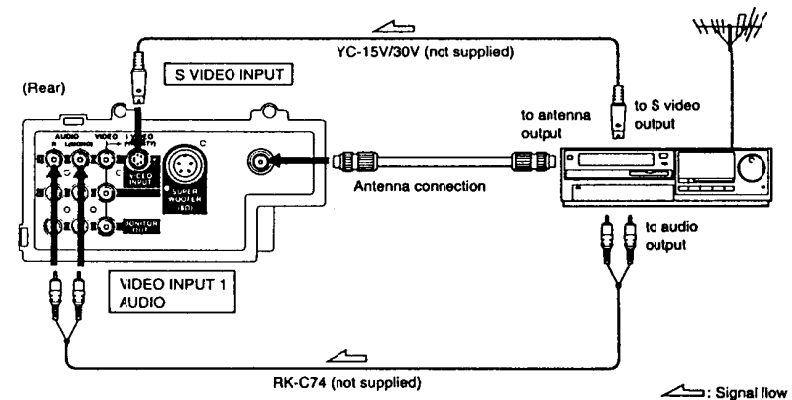 YC-15V/30V (not supplied)
S VIDEO INPUT
(Rear)
to S video
output
to antenna
output
AUDIO
VIDEO
S VIDEO
R
L(MONO)
VIDEO
INPUT
SUPER
WOOFER
MONITOR
OUT
Antenna connection
to audio
output
VIDEO INPUT 1
AUDIO
RK-C74 (not supplied)
: Signal flow